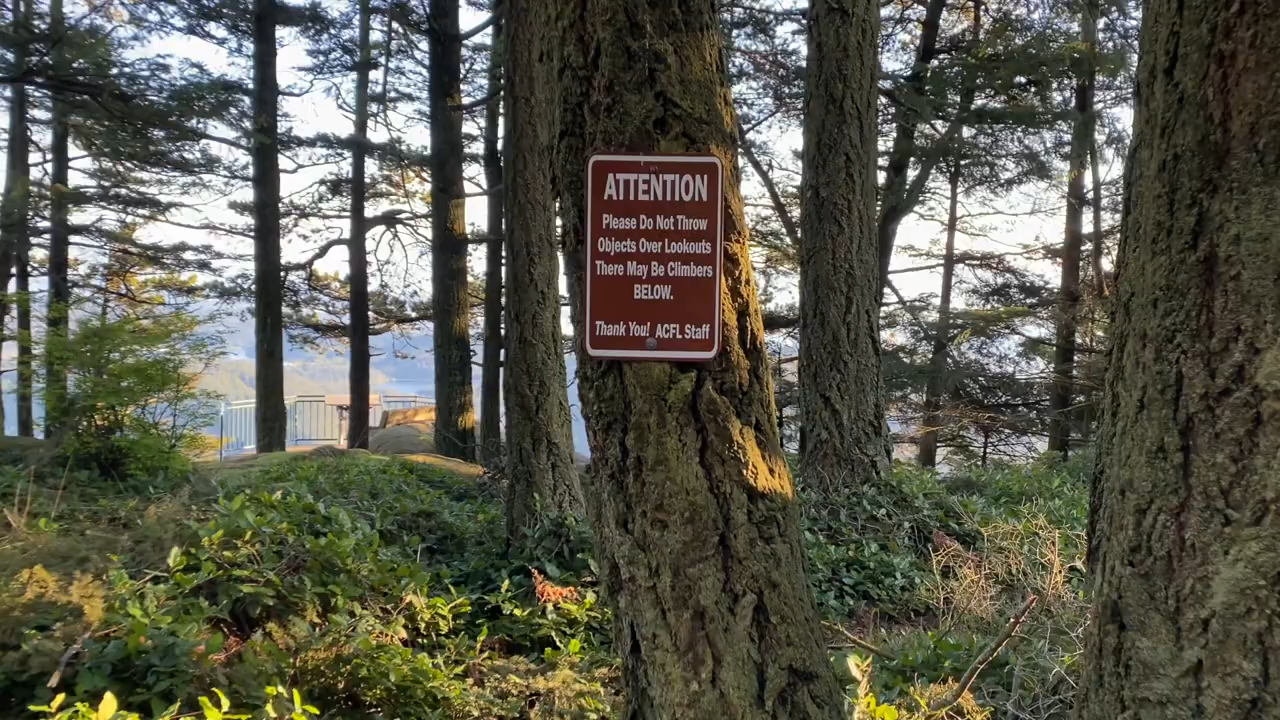 ATTENTION
Please Do Not Throw
Objects Over Lookouts
There May Be Climbers
BELOW.
Thank You! ACFL Staff